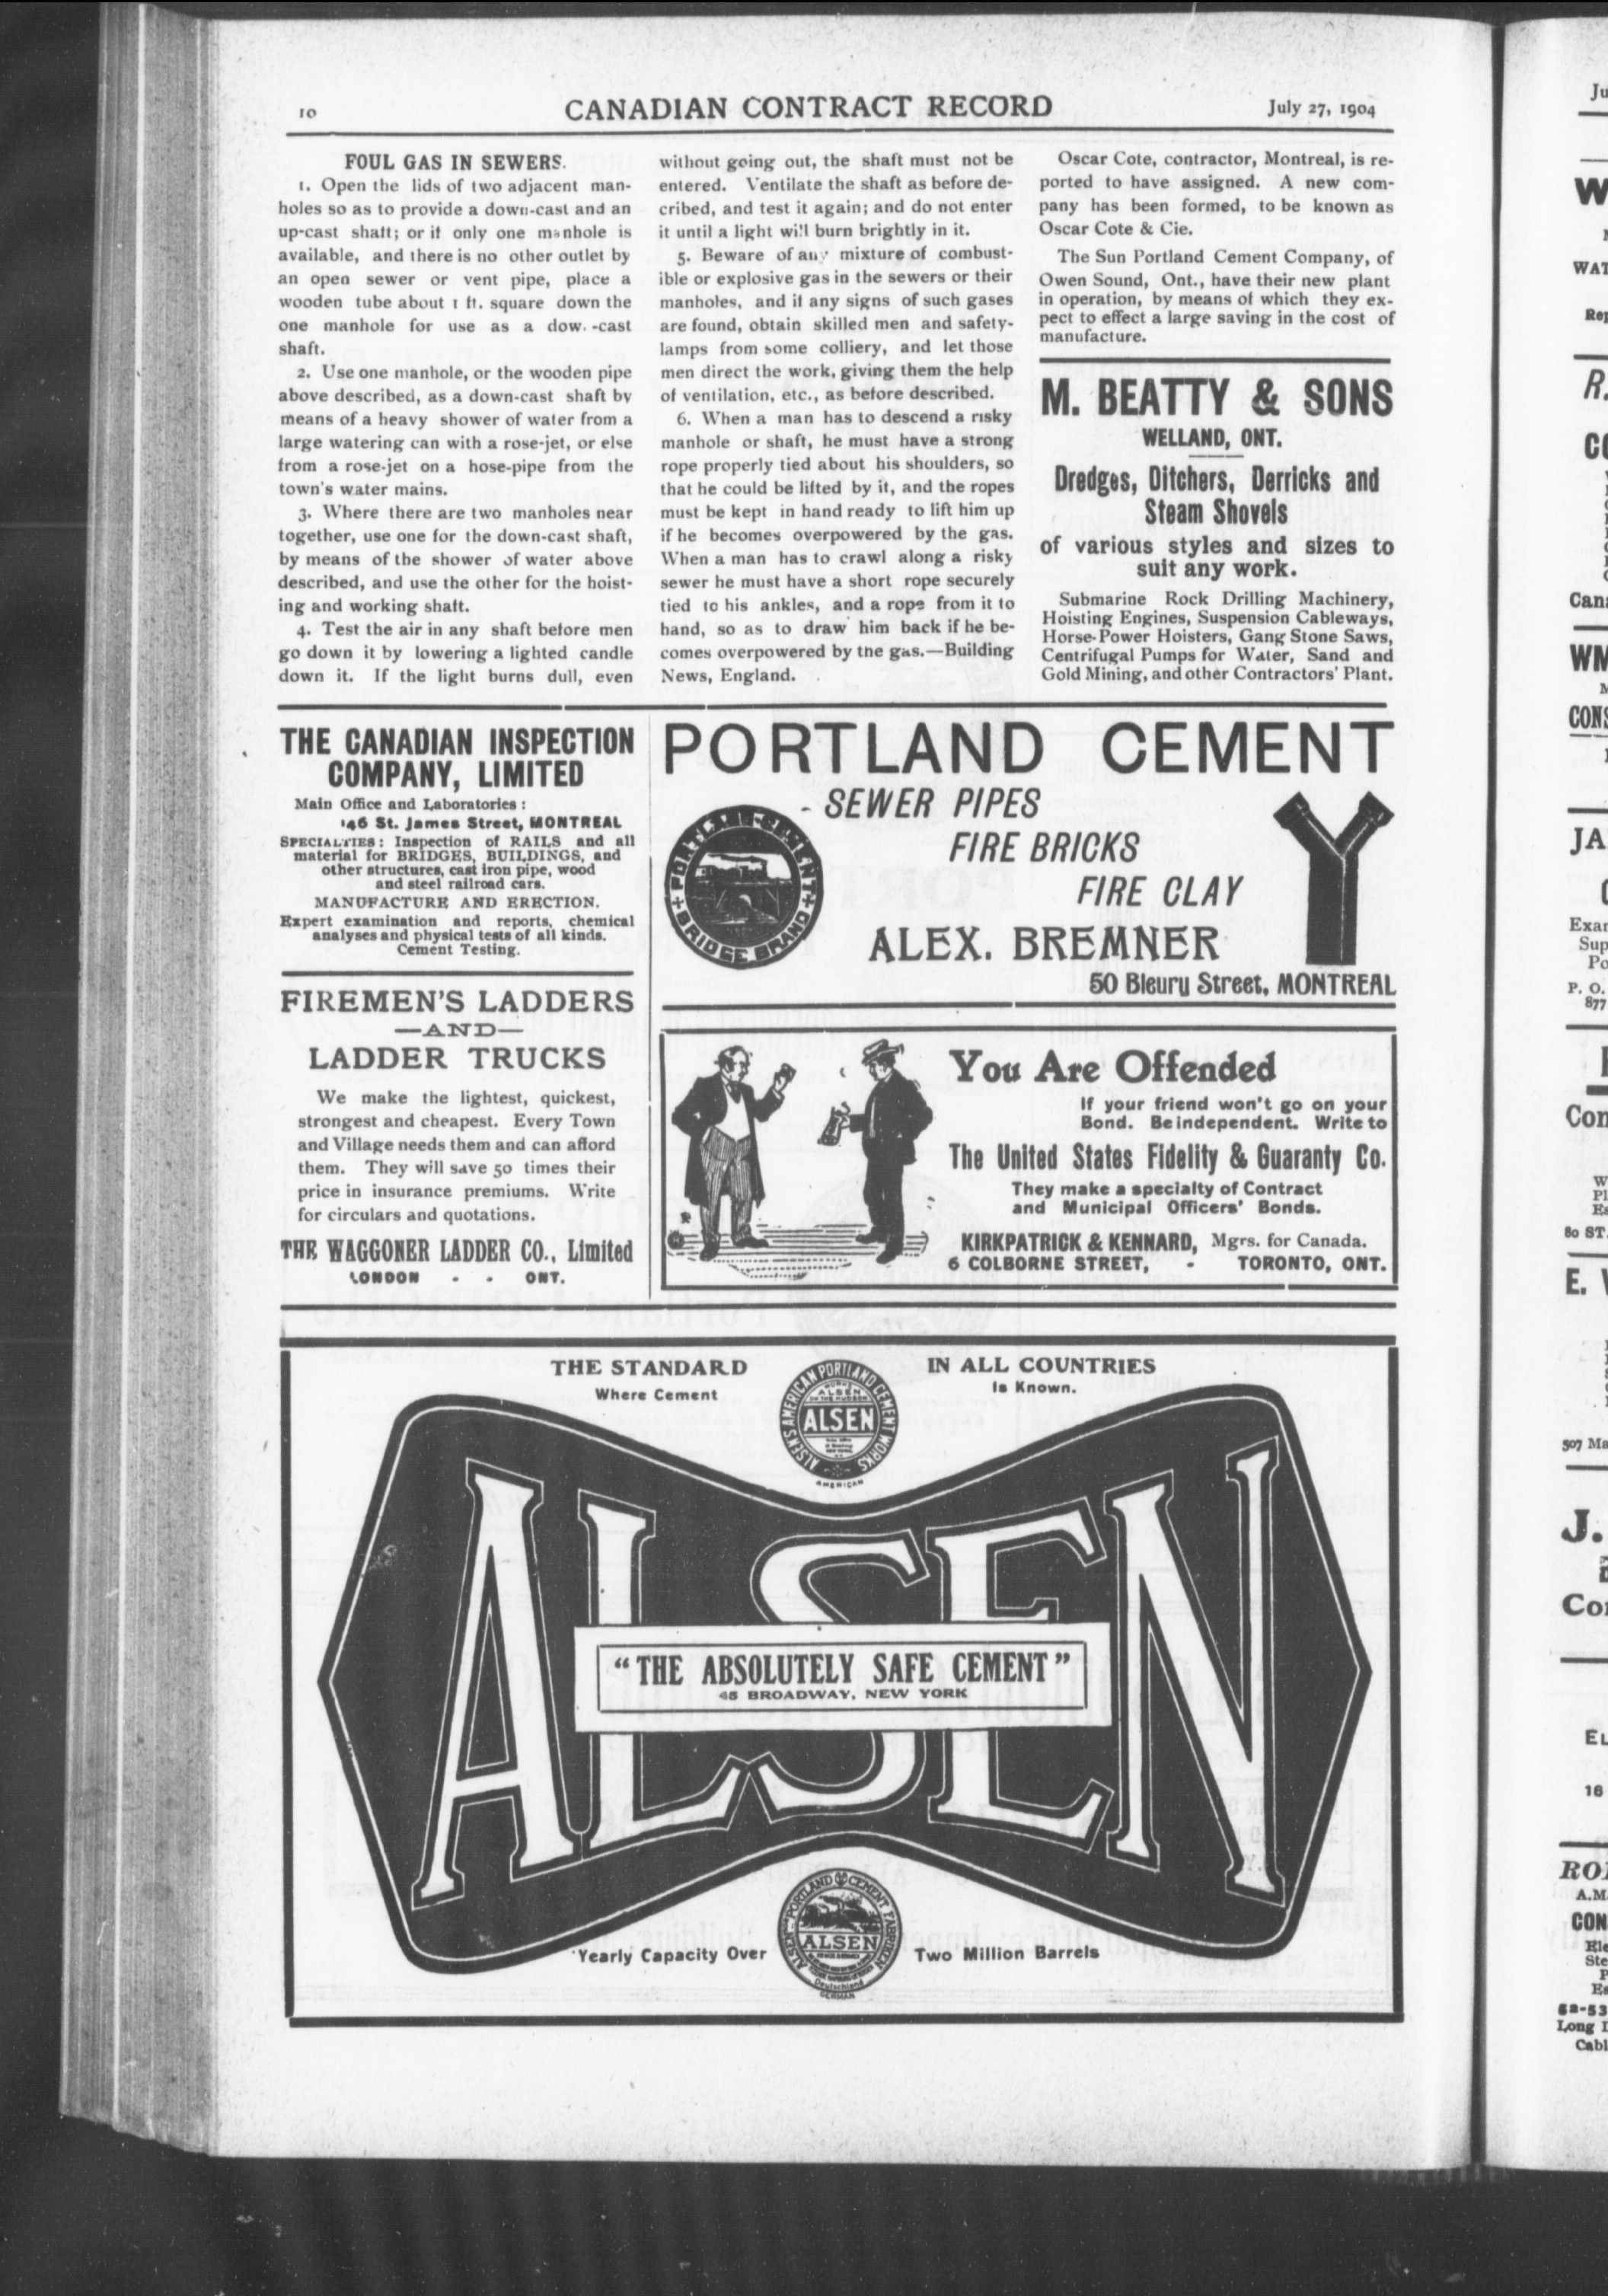 10
CANADIAN CONTRACT RECORD
July 27, 1904
FOUL GAS IN SEWERS.
1. Open the lids of two adjacent man-
holes so as to provide a down-cast and an
up-cast shaft; or if only one manhole is
available, and there is no other outlet by
an open sewer or vent pipe, place a
wooden tube about 1 ft. square down the
one manhole for use as a dow. -cast
shaft.
2. Use one manhole, or the wooden pipe
above described, as a down-cast shaft by
means of a heavy shower of water from a
large watering can with a rose-jet, or else
from a rose-jet on a hose-pipe from the
town's water mains.
3. Where there are two manholes near
together, use one for the down-cast shaft,
by means of the shower of water above
described, and use the other for the hoist-
ing and working shaft.
4. Test the air in any shaft before men
go down it by lowering a lighted candle
down it. If the light burns dull, even
without going out, the shaft must not be
entered. Ventilate the shaft as before de-
cribed, and test it again; and do not enter
it until a light will burn brightly in it.
5. Beware of any mixture of combust-
ible or explosive gas in the sewers or their
manholes, and if any signs of such gases
are found, obtain skilled men and safety-
lamps from some colliery, and let those
men direct the work, giving them the help
of ventilation, etc., as before described.
6. When a man has to descend a risky
manhole or shaft, he must have a strong
rope properly tied about his shoulders, so
that he could be lifted by it, and the ropes
must be kept in hand ready to lift him up
if he becomes overpowered by the gas.
When a man has to crawl along a risky
sewer he must have a short rope securely
tied to his ankles, and a rope from it to
hand, so as to draw him back if he be-
comes overpowered by the gas.—Building
News, England.
Oscar Cote, contractor, Montreal, is re-
ported to have assigned. A new com-
pany has been formed, to be known as
Oscar Cote & Cie.
The Sun Portland Cement Company, of
Owen Sound, Ont., have their new plant
in operation, by means of which they ex-
pect to effect a large saving in the cost of
manufacture.
M. BEATTY & SONS
WELLAND, ONT.
Dredges, Ditchers, Derricks and
Steam Shovels
of various styles and sizes to
suit any work.
Submarine Rock Drilling Machinery,
Hoisting Engines, Suspension Cableways,
Horse-Power Hoisters, Gang Stone Saws,
Centrifugal Pumps for Water, Sand and
Gold Mining, and other Contractors' Plant.
THE CANADIAN INSPECTION
COMPANY, LIMITED
Main Office and Laboratories :
146 St. James Street, MONTREAL
SPECIALTIES: Inspection of RAILS and all
material for BRIDGES, BUILDINGS, and
other structures, cast iron pipe, wood
and steel railroad cars.
MANUFACTURE AND ERECTION.
Expert examination and reports, chemical
analyses and physical tests of all kinds.
Cement Testing.
FIREMEN'S LADDERS
—AND—
LADDER TRUCKS
We make the lightest, quickest,
strongest and cheapest. Every Town
and Village needs them and can afford
them. They will save 50 times their
price in insurance premiums. Write
for circulars and quotations.
THE WAGGONER LADDER CO., Limited
LONDON - - ONT.
PORTLAND CEMENT
SEWER PIPES
FIRE BRICKS
FIRE CLAY
PORTLAND-CEMENT
BRIDGE BRAND
ALEX. BREMNER
50 Bleury Street, MONTREAL
You Are Offended
If your friend won't go on your
Bond. Be independent. Write to
The United States Fidelity & Guaranty Co.
They make a specialty of Contract
and Municipal Officers' Bonds.
KIRKPATRICK & KENNARD, Mgrs. for Canada.
6 COLBORNE STREET, - TORONTO, ONT.
THE STANDARD
Where Cement
IN ALL COUNTRIES
Is Known.
ALSEN'S AMERICAN PORTLAND CEMENT WORKS
WORKS
ALSEN
ON THE HUDSON
ALSEN
AMERICAN
ALSEN
"THE ABSOLUTELY SAFE CEMENT"
45 BROADWAY, NEW YORK
Yearly Capacity Over
Two Million Barrels
ALSEN'SCHE PORTLAND CEMENT FABRIKEN
ALSEN
Deutschland
GERMAN